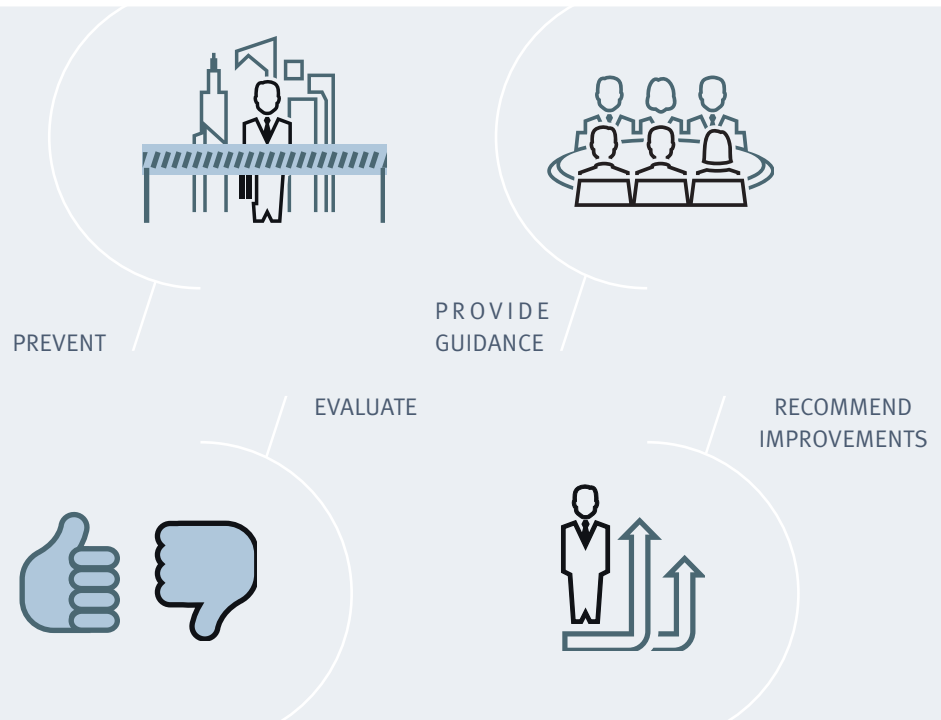 PREVENT
PROVIDE
GUIDANCE
EVALUATE
RECOMMEND
IMPROVEMENTS